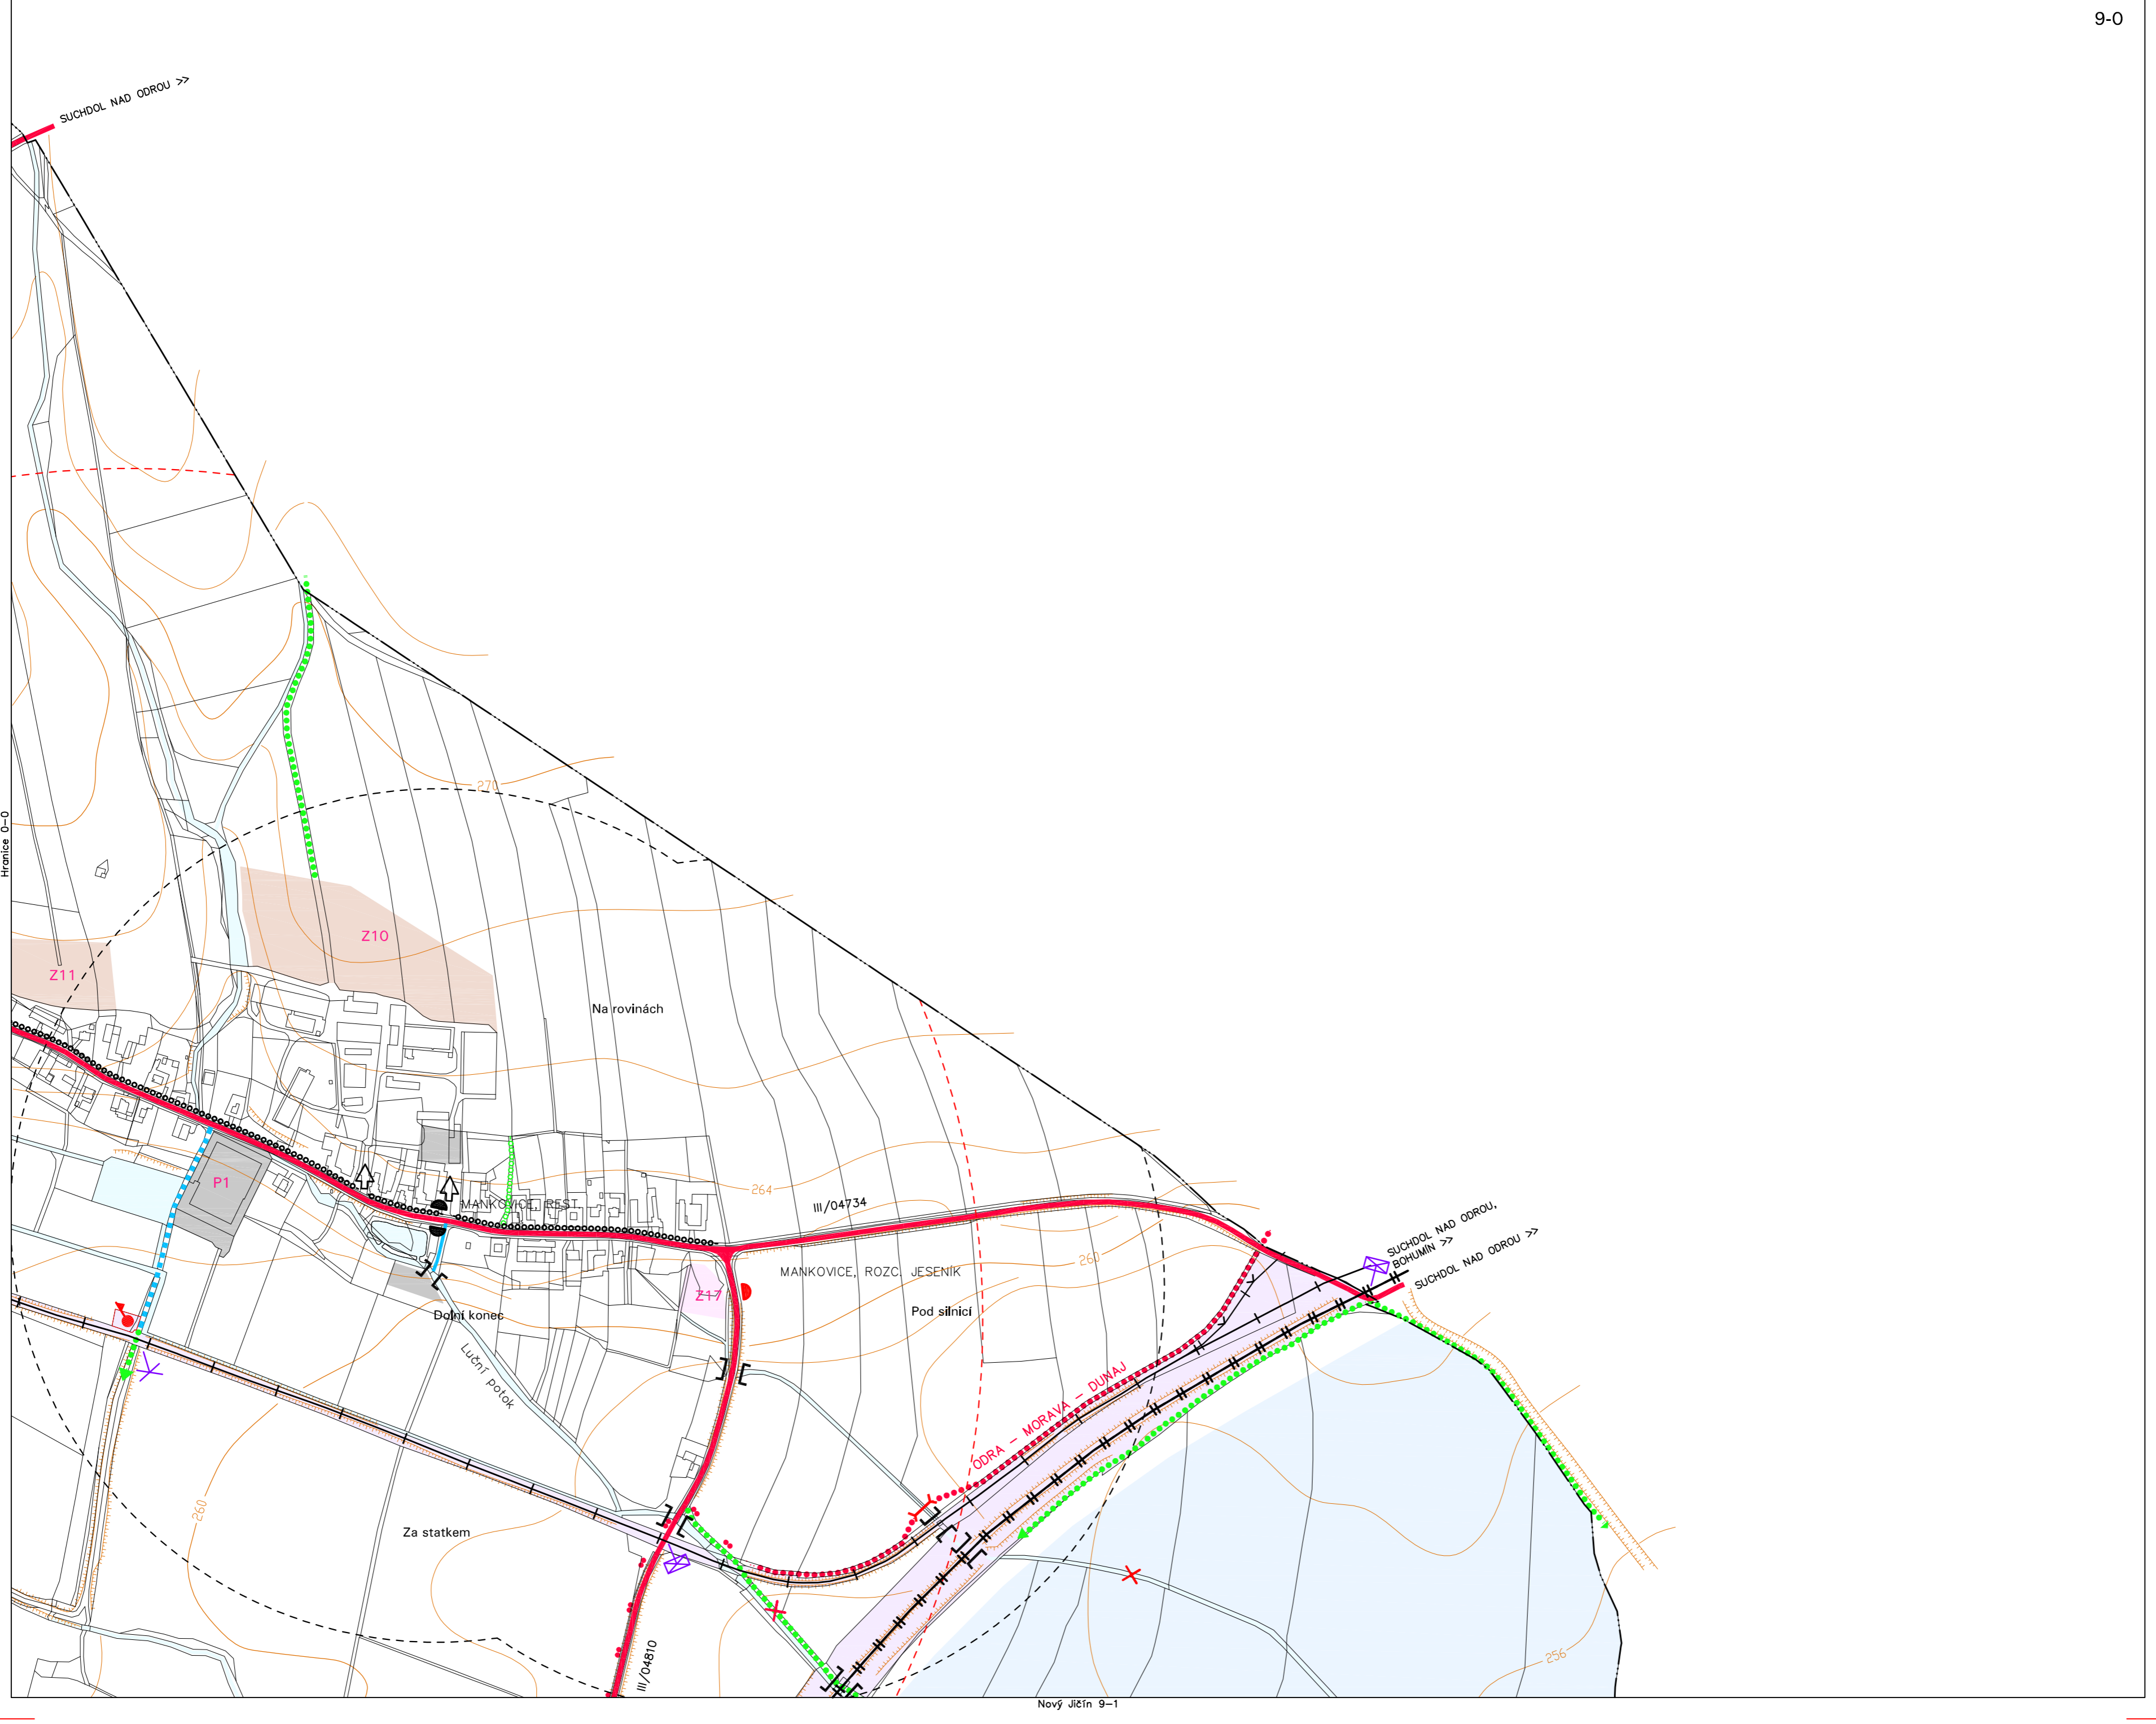 9-0
SUCHDOL NAD ODROU >>
270
Hranice 0-0
Z10
Z11
Na rovinách
P1
264
MANKOVICE, REST.
III/04734
SUCHDOL NAD ODROU,
BOHUMÍN >>
SUCHDOL NAD ODROU >>
260
MANKOVICE, ROZC. JESENÍK
Z17
Pod silnicí
Dolní konec
Luční potok
ODRA - MORAVA - DUNAJ
260
Za statkem
III/04810
256
Nový Jičín 9-1